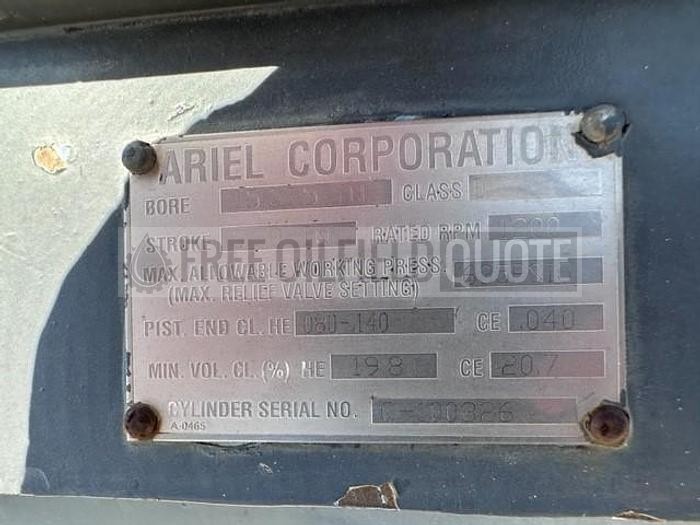 ARIEL CORPORATION
BORE CLASS
STROKE IN RATED RPM
FREE OILFIELD QUOTE
MAX. ALLOWABLE WORKING PRESS.
(MAX. RELIEF VALVE SETTING)
PIST. END CL. HE .080-.140 CE .040
MIN. VOL. CL. (%) HE 19.8 CE 20.7
CYLINDER SERIAL NO.
A-0465